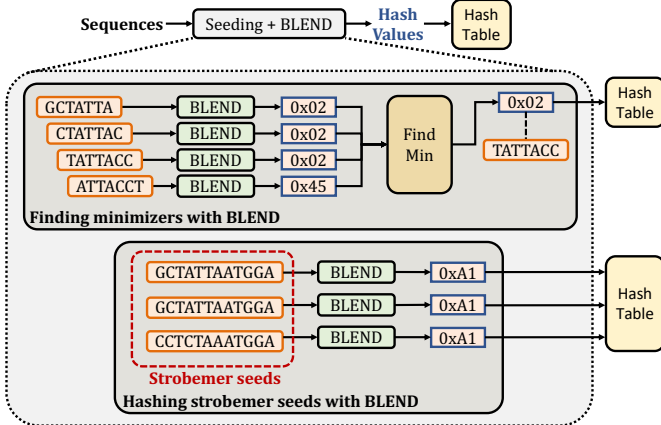 Sequences
Seeding + BLEND
Hash
Values
Hash
Table
GCTATTA
BLEND
0x02
CTATTAC
BLEND
0x02
TATTACC
BLEND
0x02
ATTACCT
BLEND
0x45
Find
Min
0x02
TATTACC
Hash
Table
Finding minimizers with BLEND
GCTATTAATGGA
BLEND
0xA1
GCTATTAATGGA
BLEND
0xA1
CCTCTAAATGGA
BLEND
0xA1
Hash
Table
Strobemer seeds
Hashing strobemer seeds with BLEND